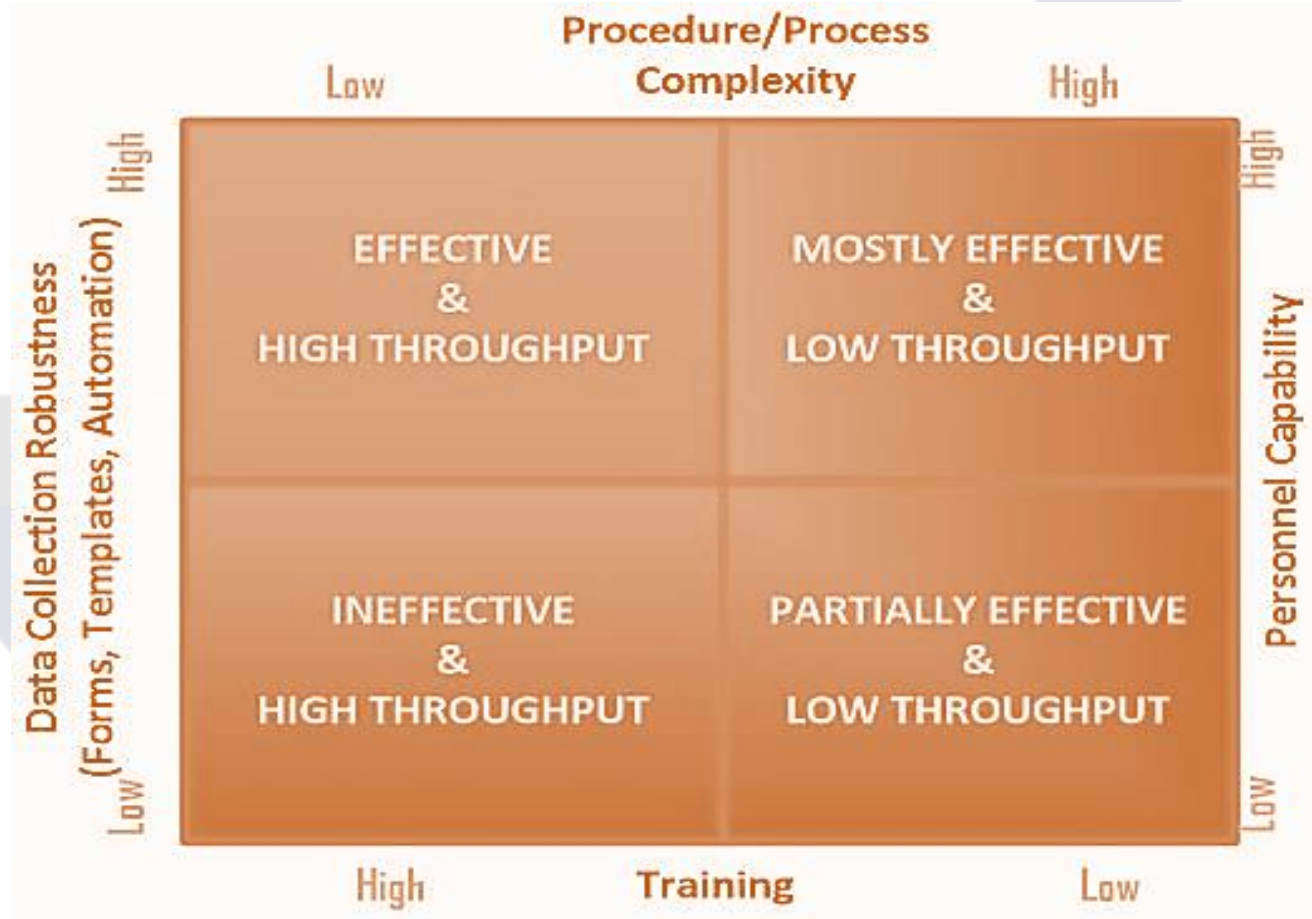 Procedure/Process
Complexity
Low
High
High
High
Data Collection Robustness
(Forms, Templates, Automation)
EFFECTIVE
&
HIGH THROUGHPUT
MOSTLY EFFECTIVE
&
LOW THROUGHPUT
Personnel Capability
INEFFECTIVE
&
HIGH THROUGHPUT
PARTIALLY EFFECTIVE
&
LOW THROUGHPUT
Low
Low
High
Training
Low